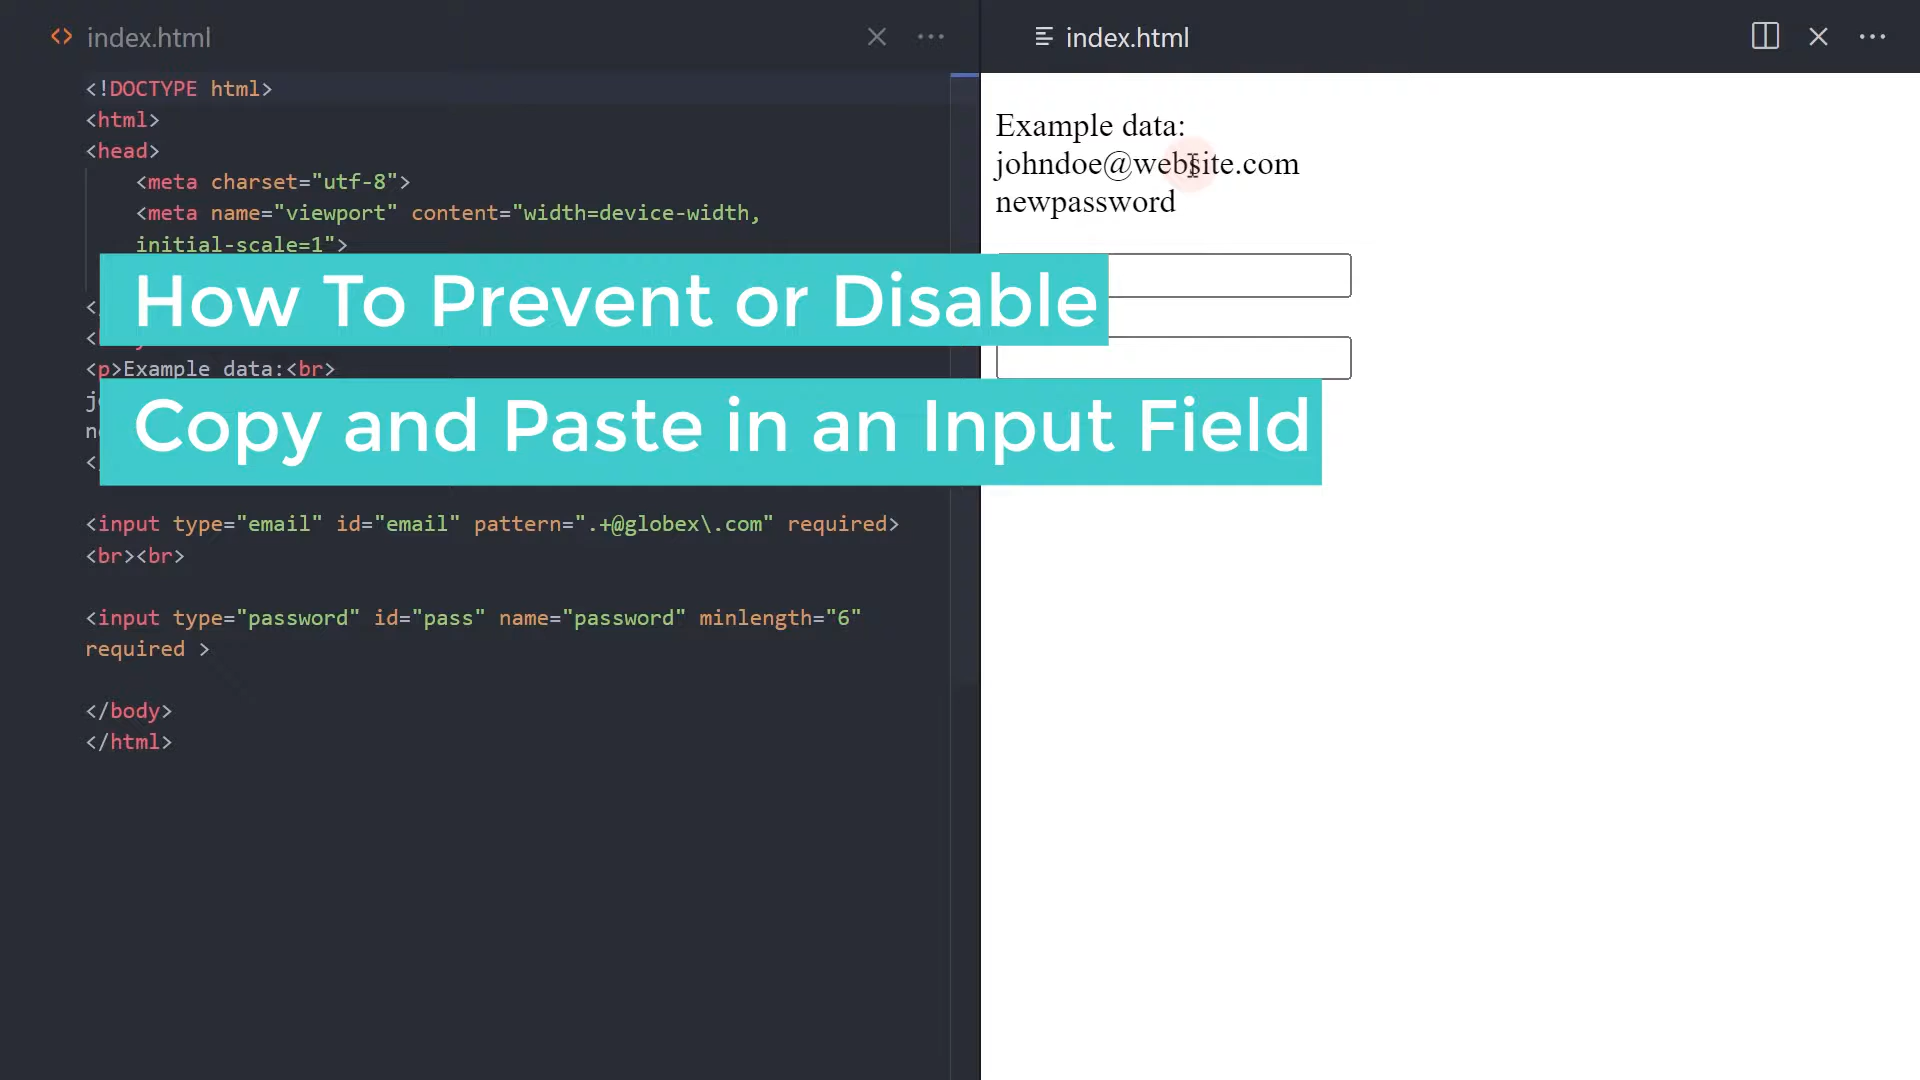 index.html
<!DOCTYPE html>
<html>
<head>
<meta charset="utf-8">
<meta name="viewport" content="width=device-width,
initial-scale=1">
<p>Example data:<br>
<input type="email" id="email" pattern=".+@globex\.com" required>
<br><br>
<input type="password" id="pass" name="password" minlength="6"
required >
</body>
</html>
How To Prevent or Disable
Copy and Paste in an Input Field
index.html
Example data:
johndoe@website.com
newpassword